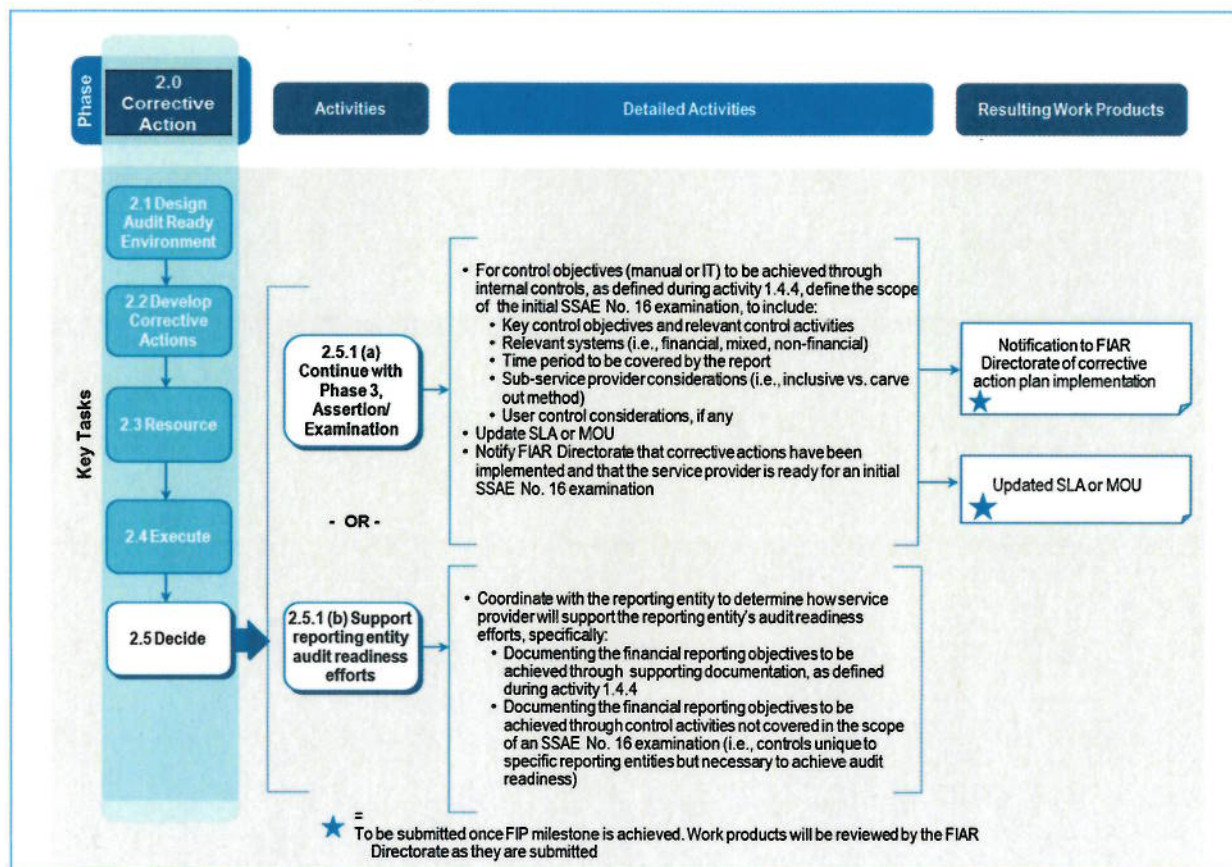 Phase
2.0
Corrective
Action
Activities
Detailed Activities
Resulting Work Products
Key Tasks
2.1 Design
Audit Ready
Environment
2.2 Develop
Corrective
Actions
2.3 Resource
2.4 Execute
2.5 Decide
2.5.1 (a)
Continue with
Phase 3,
Assertion/
Examination
- OR -
2.5.1 (b) Support
reporting entity
audit readiness
efforts
• For control objectives (manual or IT) to be achieved through
internal controls, as defined during activity 1.4.4, define the scope
of the initial SSAE No. 16 examination, to include:
• Key control objectives and relevant control activities
• Relevant systems (i.e., financial, mixed, non-financial)
• Time period to be covered by the report
• Sub-service provider considerations (i.e., inclusive vs. carve
out method)
• User control considerations, if any
• Update SLA or MOU
• Notify FIAR Directorate that corrective actions have been
implemented and that the service provider is ready for an initial
SSAE No. 16 examination
• Coordinate with the reporting entity to determine how service
provider will support the reporting entity's audit readiness
efforts, specifically:
• Documenting the financial reporting objectives to be
achieved through supporting documentation, as defined
during activity 1.4.4
• Documenting the financial reporting objectives to be
achieved through control activities not covered in the scope
of an SSAE No. 16 examination (i.e., controls unique to
specific reporting entities but necessary to achieve audit
readiness)
Notification to FIAR
Directorate of corrective
action plan implementation
Updated SLA or MOU
=
To be submitted once FIP milestone is achieved. Work products will be reviewed by the FIAR
Directorate as they are submitted